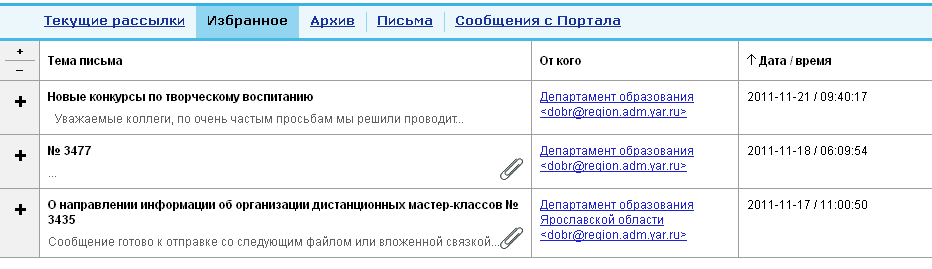 Текущие рассылки Избранное Архив Письма Сообщения с Портала
+
–
Тема письма От кого ↑ Дата / время
+ Новые конкурсы по творческому воспитанию Департамент образования 2011-11-21 / 09:40:17
<dobr@region.adm.yar.ru>
Уважаемые коллеги, по очень частым просьбам мы решили проводит...
+ № 3477 Департамент образования 2011-11-18 / 06:09:54
<dobr@region.adm.yar.ru>
...
+ О направлении информации об организации дистанционных мастер-классов № Департамент образования 2011-11-17 / 11:00:50
3435 Ярославской области
<dobr@region.adm.yar.ru>
Сообщение готово к отправке со следующим файлом или вложенной связкой...